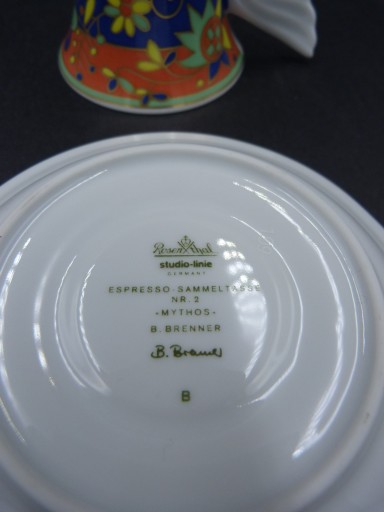 Rosenthal
studio-linie
GERMANY
ESPRESSO-SAMMELTASSE
NR. 2
-MYTHOS-
B. BRENNER
B. Brenner
B